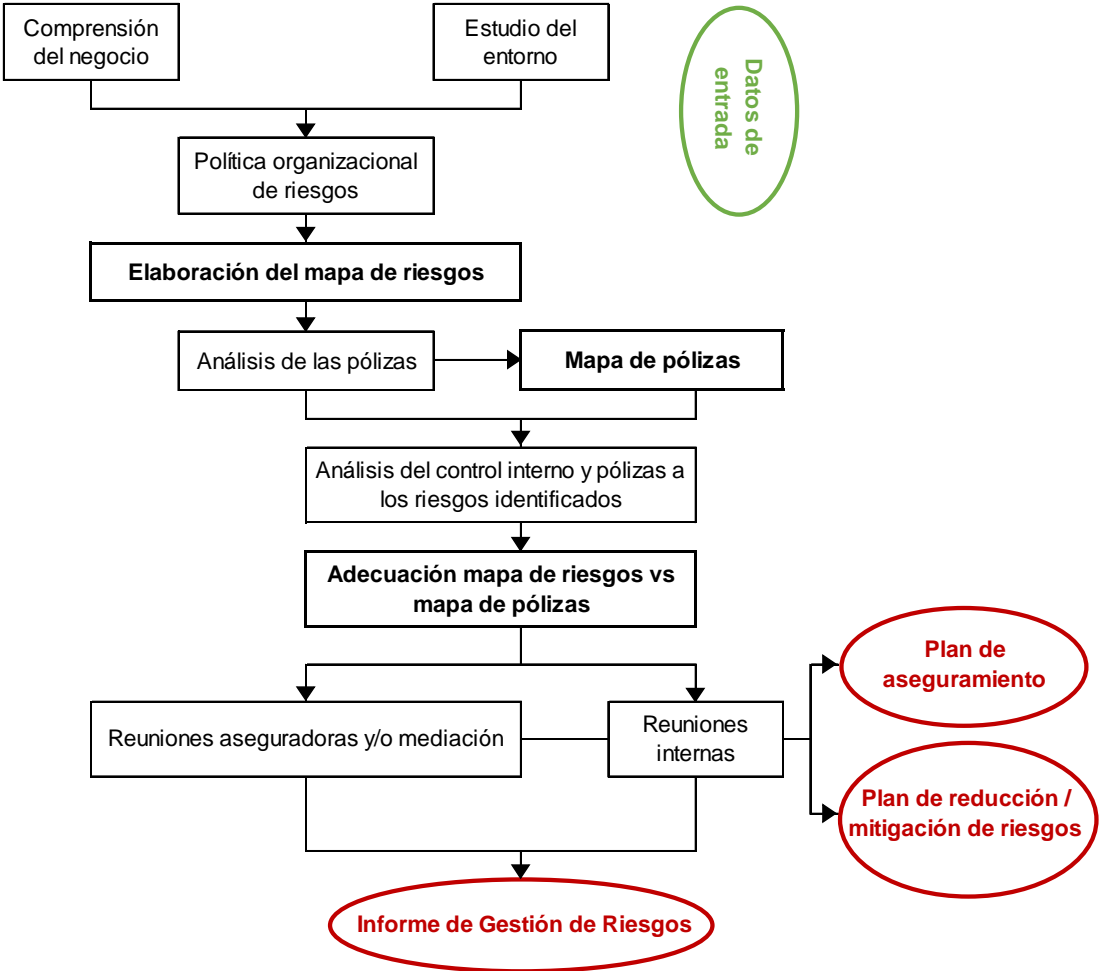 Comprensión
del negocio
Estudio del
entorno
Datos de
entrada
Política organizacional
de riesgos
Elaboración del mapa de riesgos
Análisis de las pólizas
Mapa de pólizas
Análisis del control interno y pólizas a
los riesgos identificados
Adecuación mapa de riesgos vs
mapa de pólizas
Plan de
aseguramiento
Reuniones aseguradoras y/o mediación
Reuniones
internas
Plan de reducción /
mitigación de riesgos
Informe de Gestión de Riesgos